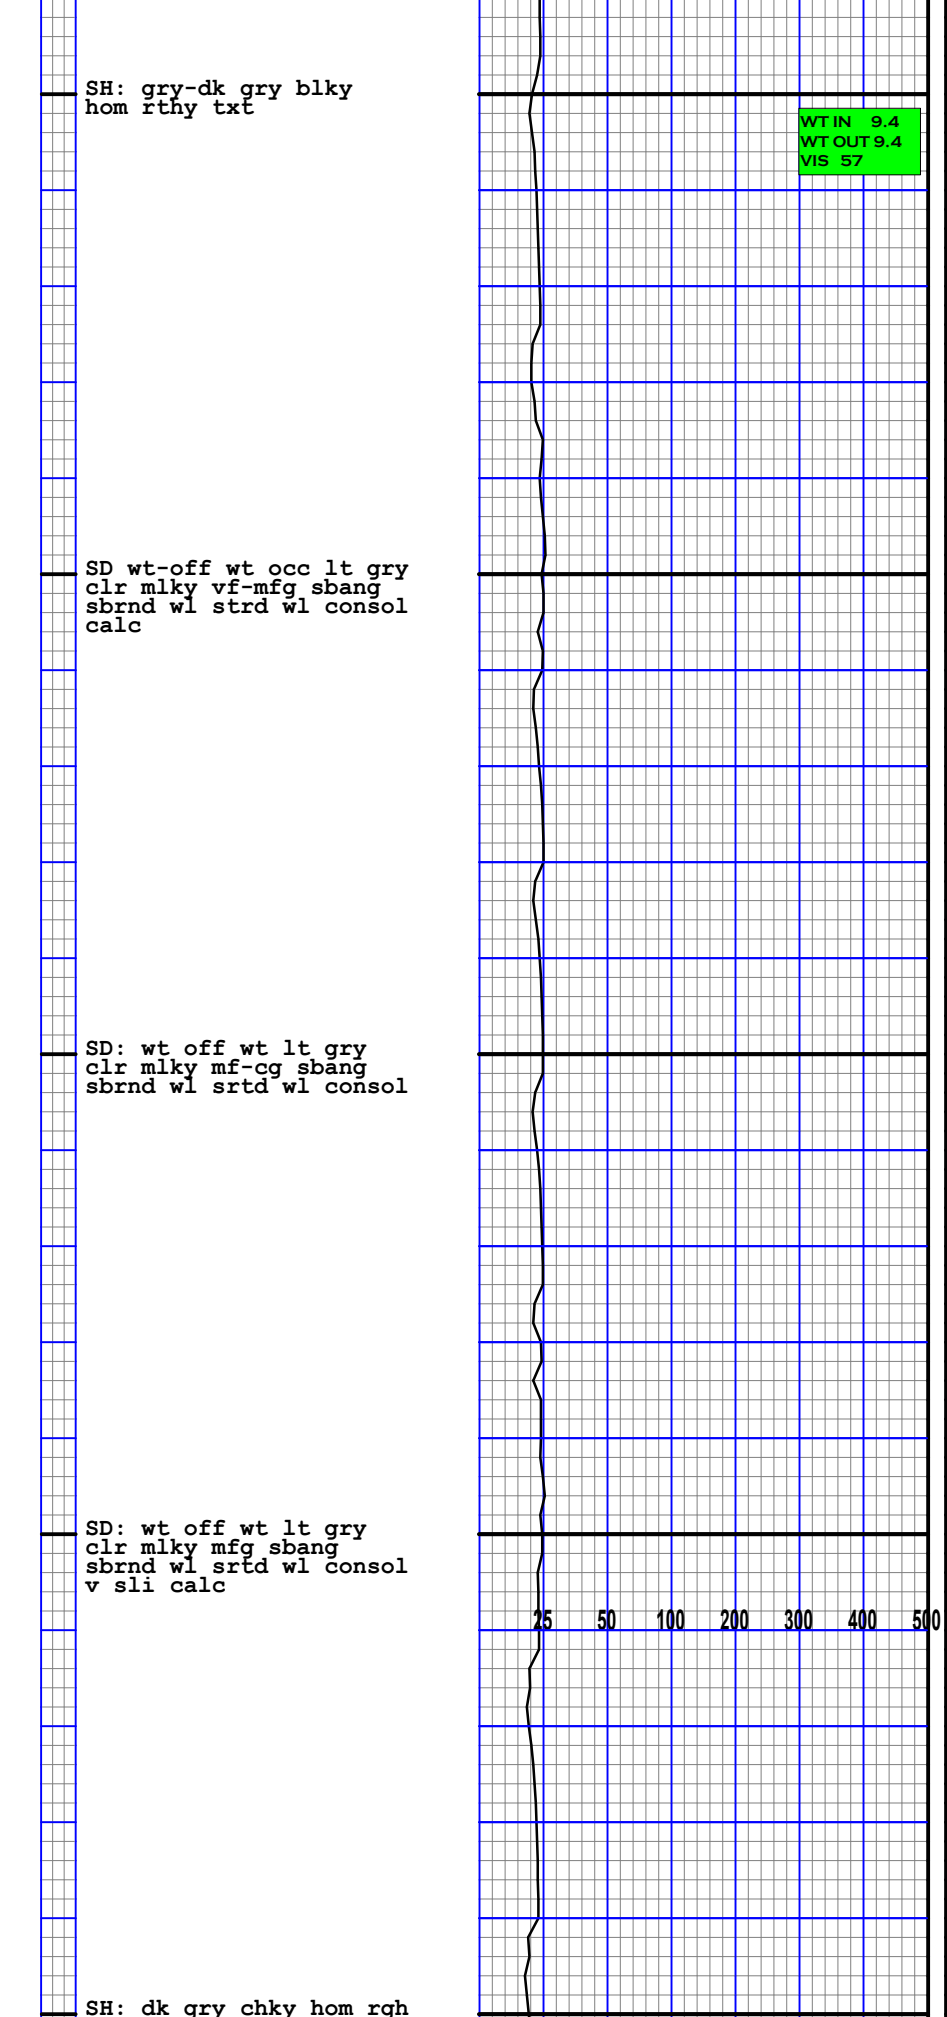 SH: gry-dk gry blky
hom rthy txt
WT IN 9.4
WT OUT 9.4
VIS 57
SD wt-off wt occ lt gry
clr mlky vf-mfg sbang
sbrnd wl strd wl consol
calc
SD: wt off wt lt gry
clr mlky mf-cg sbang
sbrnd wl srtd wl consol
SD: wt off wt lt gry
clr mlky mfg sbang
sbrnd wl srtd wl consol
v sli calc
25 50 100 200 300 400 500
SH: dk gry chky hom rgh